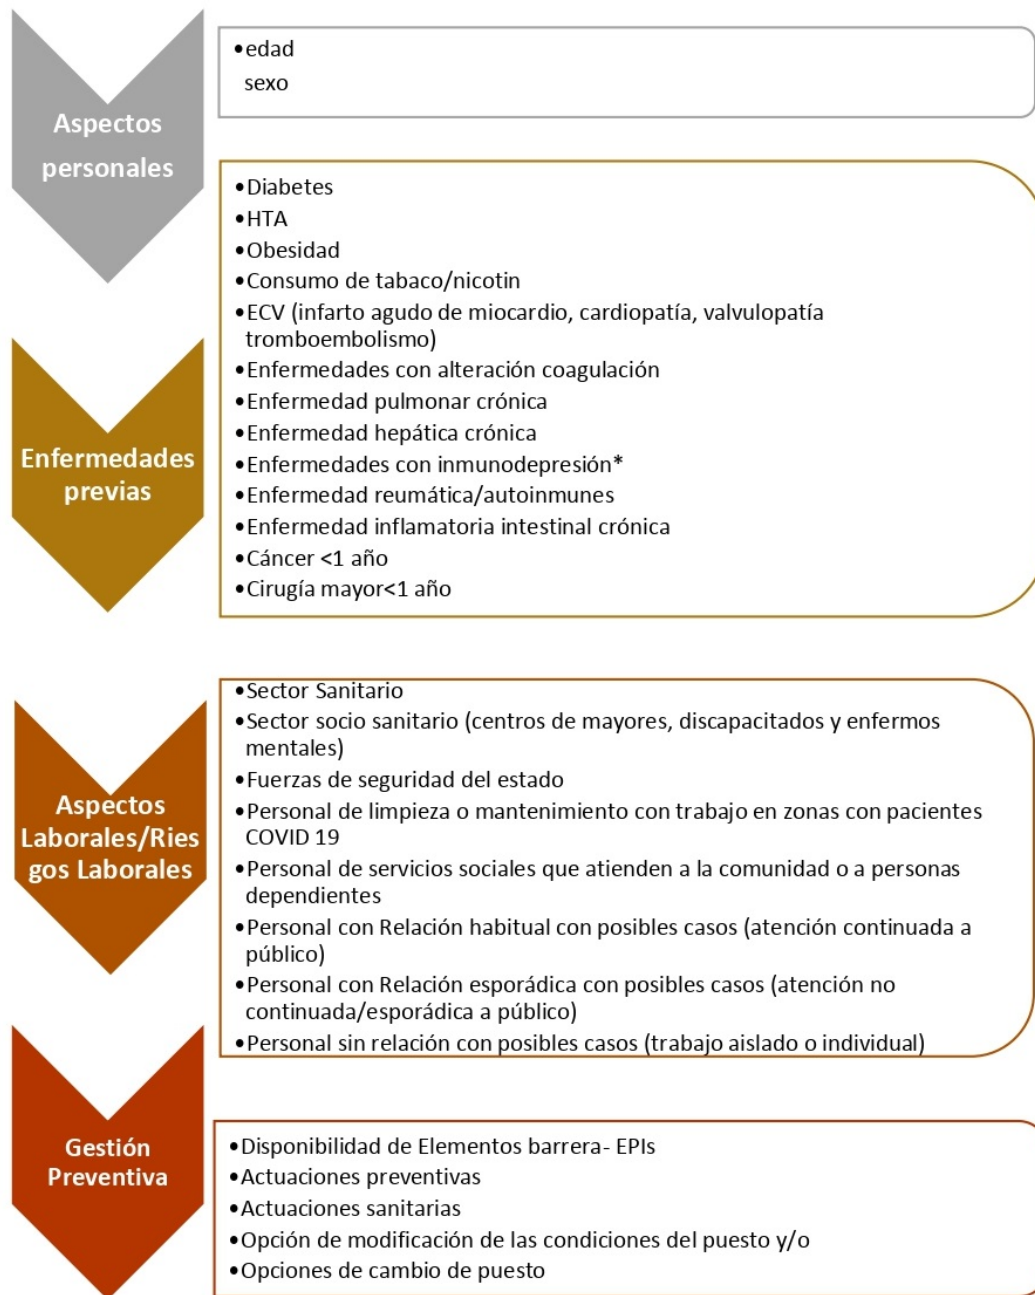 Aspectos
personales
•edad
sexo
Enfermedades
previas
•Diabetes
•HTA
•Obesidad
•Consumo de tabaco/nicotin
•ECV (infarto agudo de miocardio, cardiopatía, valvulopatía
tromboembolismo)
•Enfermedades con alteración coagulación
•Enfermedad pulmonar crónica
•Enfermedad hepática crónica
•Enfermedades con inmunodepresión*
•Enfermedad reumática/autoinmunes
•Enfermedad inflamatoria intestinal crónica
•Cáncer <1 año
•Cirugía mayor<1 año
Aspectos
Laborales/Ries
gos Laborales
•Sector Sanitario
•Sector socio sanitario (centros de mayores, discapacitados y enfermos
mentales)
•Fuerzas de seguridad del estado
•Personal de limpieza o mantenimiento con trabajo en zonas con pacientes
COVID 19
•Personal de servicios sociales que atienden a la comunidad o a personas
dependientes
•Personal con Relación habitual con posibles casos (atención continuada a
público)
•Personal con Relación esporádica con posibles casos (atención no
continuada/esporádica a público)
•Personal sin relación con posibles casos (trabajo aislado o individual)
Gestión
Preventiva
•Disponibilidad de Elementos barrera- EPIs
•Actuaciones preventivas
•Actuaciones sanitarias
•Opción de modificación de las condiciones del puesto y/o
•Opciones de cambio de puesto